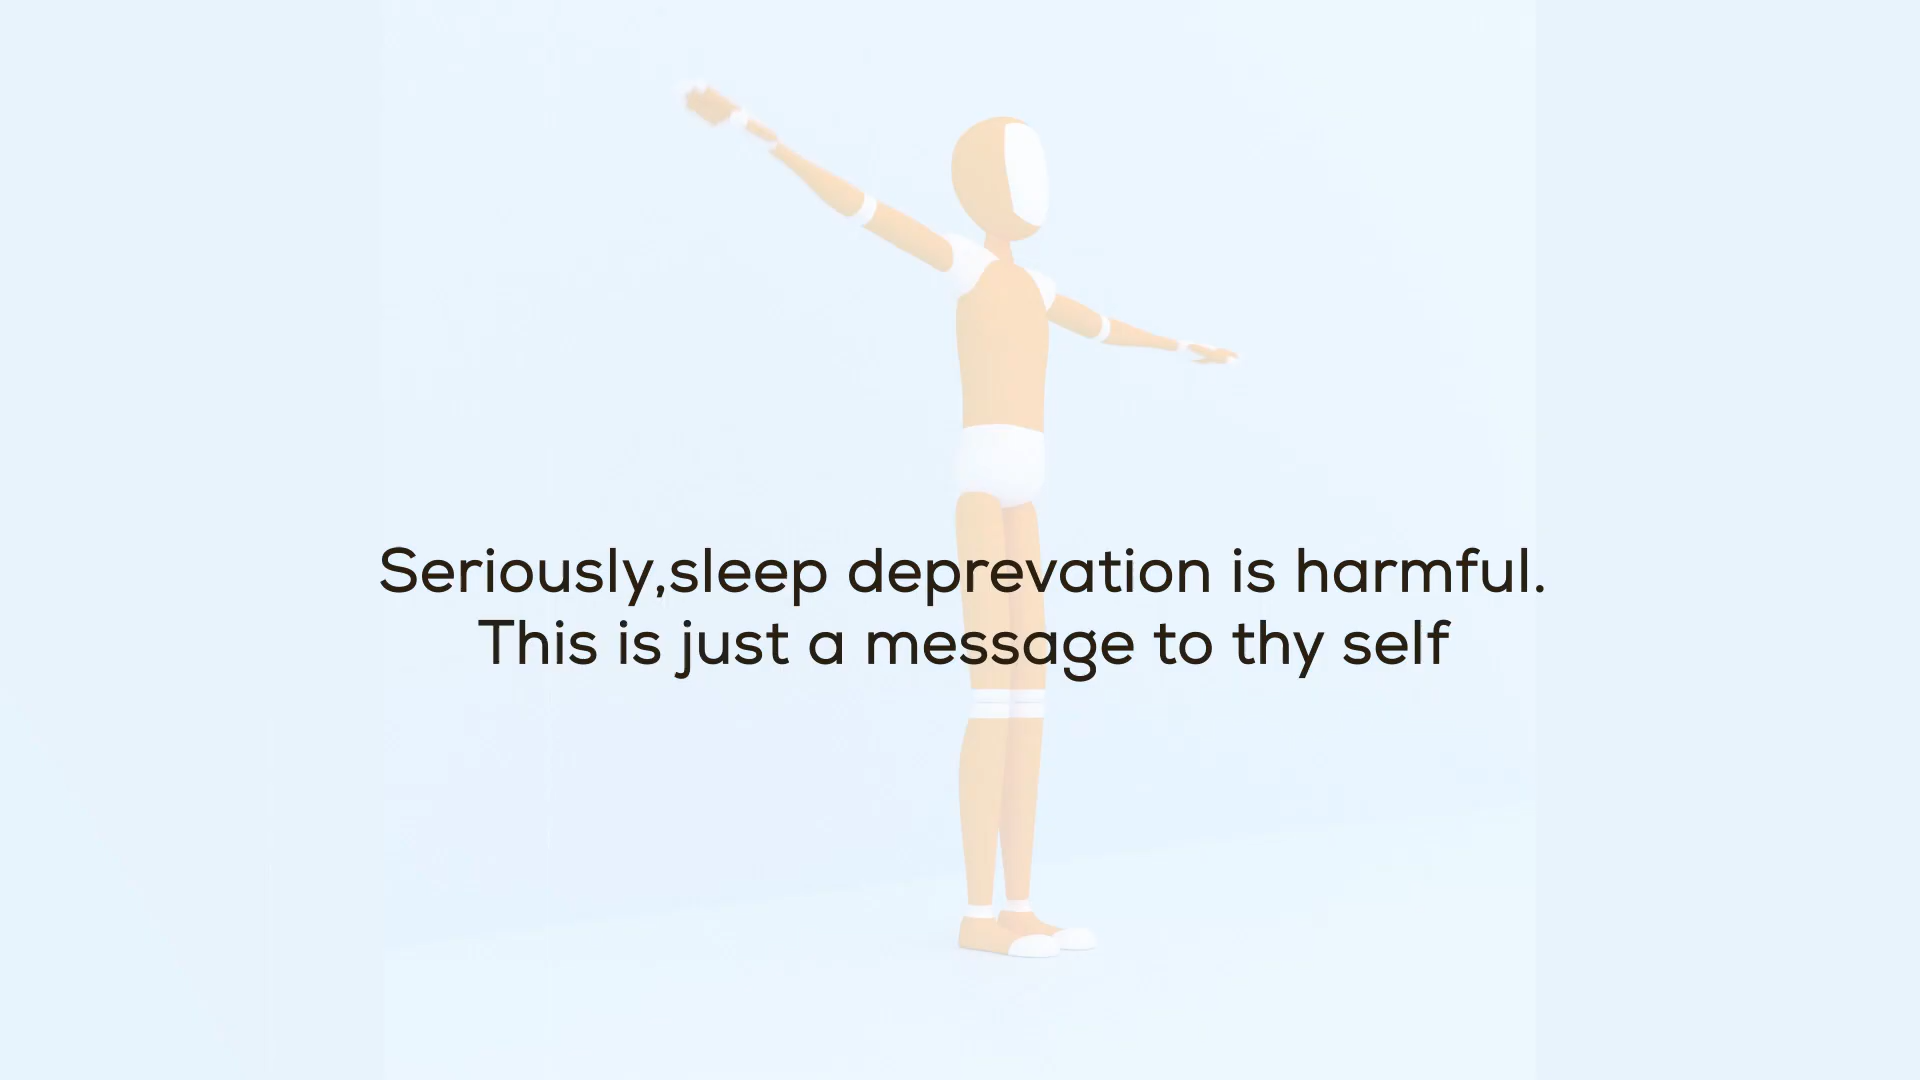 Seriously,sleep deprevation is harmful.
This is just a message to thy self